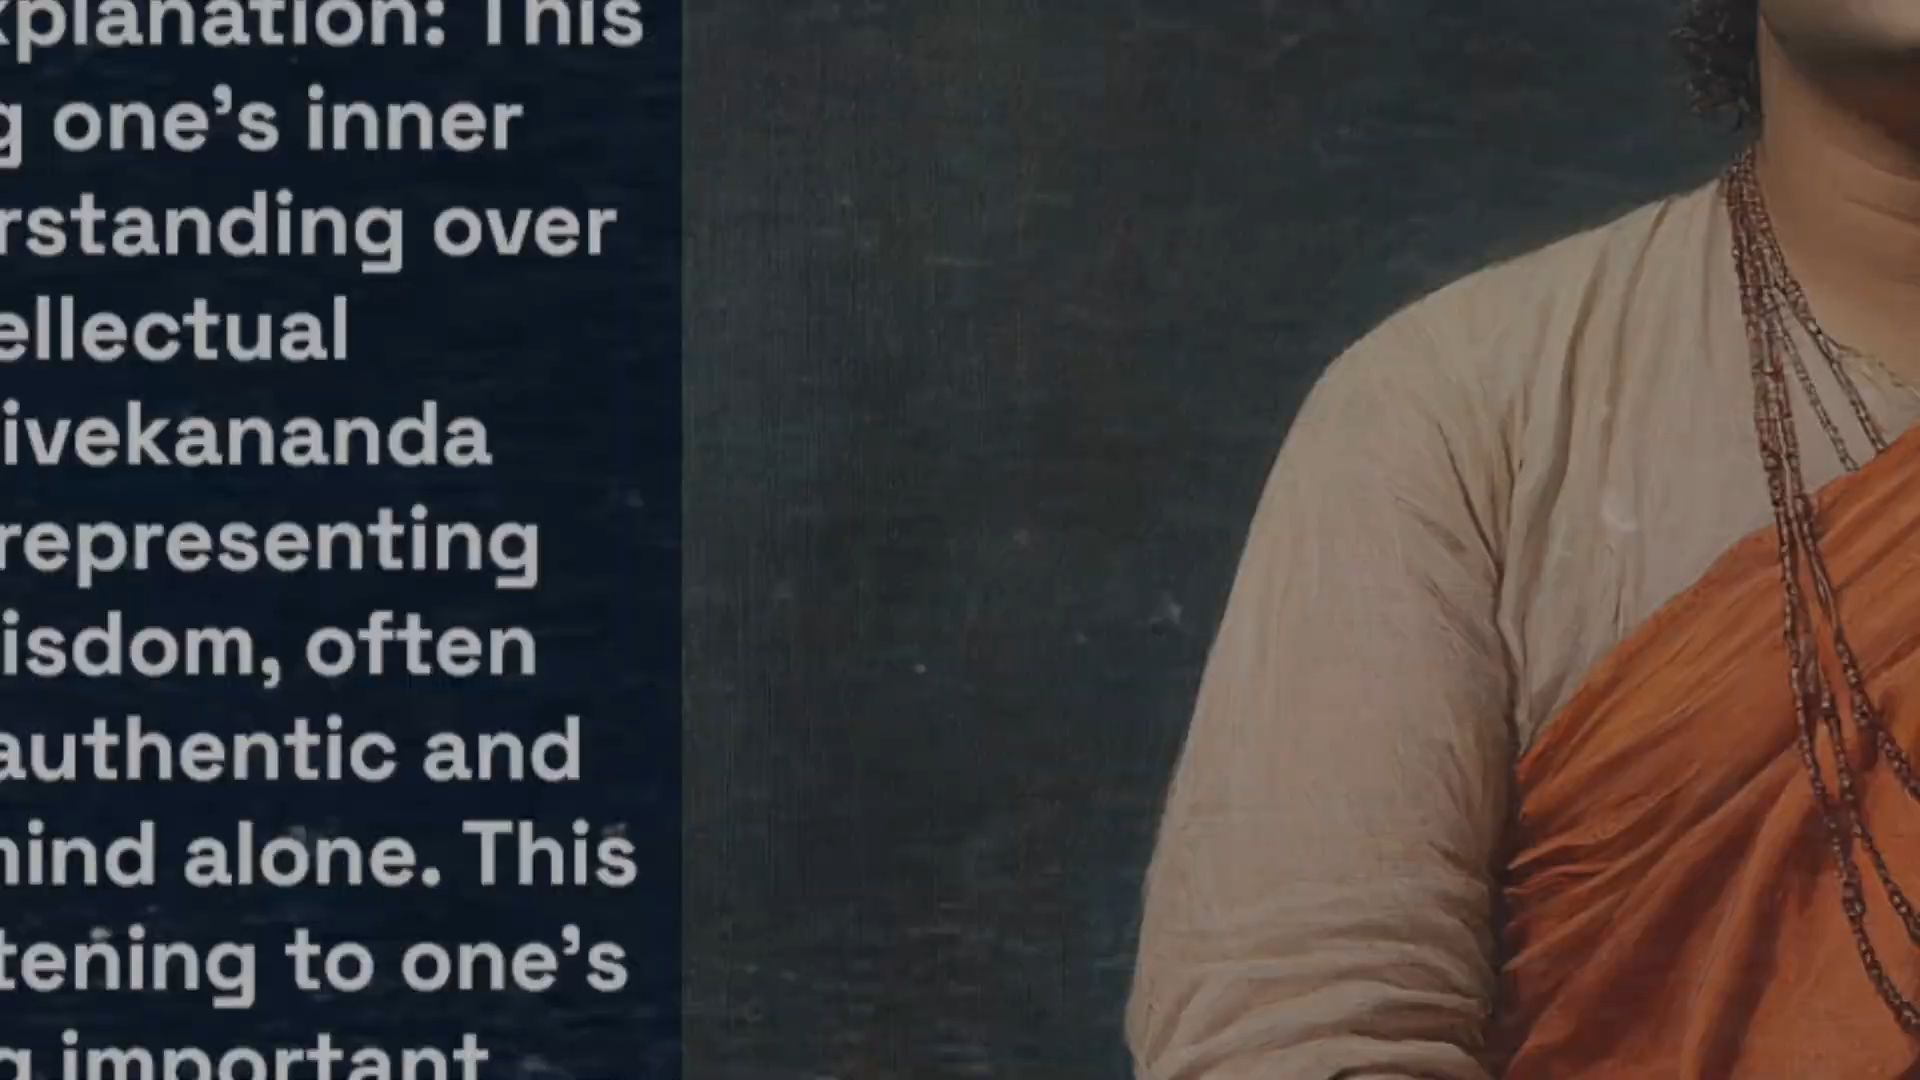 xplanation: This
g one's inner
rstanding over
ellectual
ivekananda
representing
isdom, often
authentic and
mind alone. This
tening to one's
g important